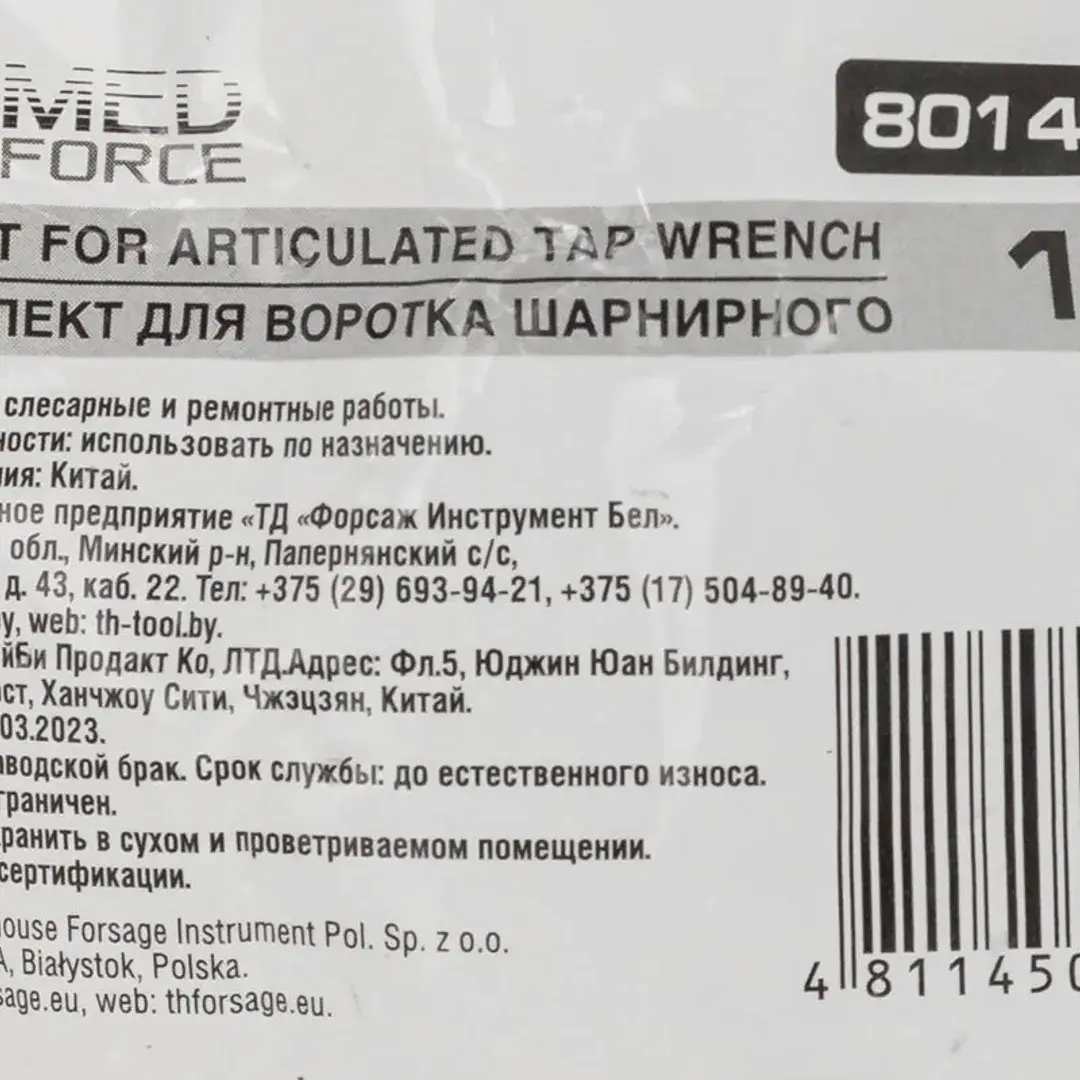 MED
FORCE
8014
T FOR ARTICULATED TAP WRENCH
1
ПЕКТ ДЛЯ ВОРОТКА ШАРНИРНОГО
слесарные и ремонтные работы.
ности: использовать по назначению.
ия: Китай.
ное предприятие «ТД «Форсаж Инструмент Бел».
обл., Минский р-н, Папернянский с/с,
д. 43, каб. 22. Тел: +375 (29) 693-94-21, +375 (17) 504-89-40.
y, web: th-tool.by.
йБи Продакт Ко, ЛТД.Адрес: Фл.5, Юджин Юан Билдинг,
ст, Ханчжоу Сити, Чжэцзян, Китай.
03.2023.
аводской брак. Срок службы: до естественного износа.
граничен.
ранить в сухом и проветриваемом помещении.
сертификации.
ouse Forsage Instrument Pol. Sp. z o.o.
A, Białystok, Polska.
sage.eu, web: thforsage.eu.
4 811450